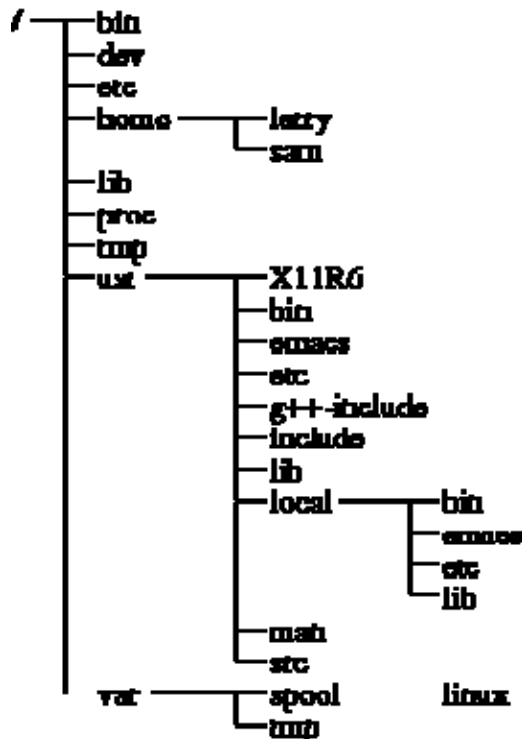 / bin
dev
etc
home larry
sam
lib
proc
tmp
usr X11R6
bin
emacs
etc
g++-include
include
lib
local bin
emacs
etc
lib
man
src
var spool linux
tmp